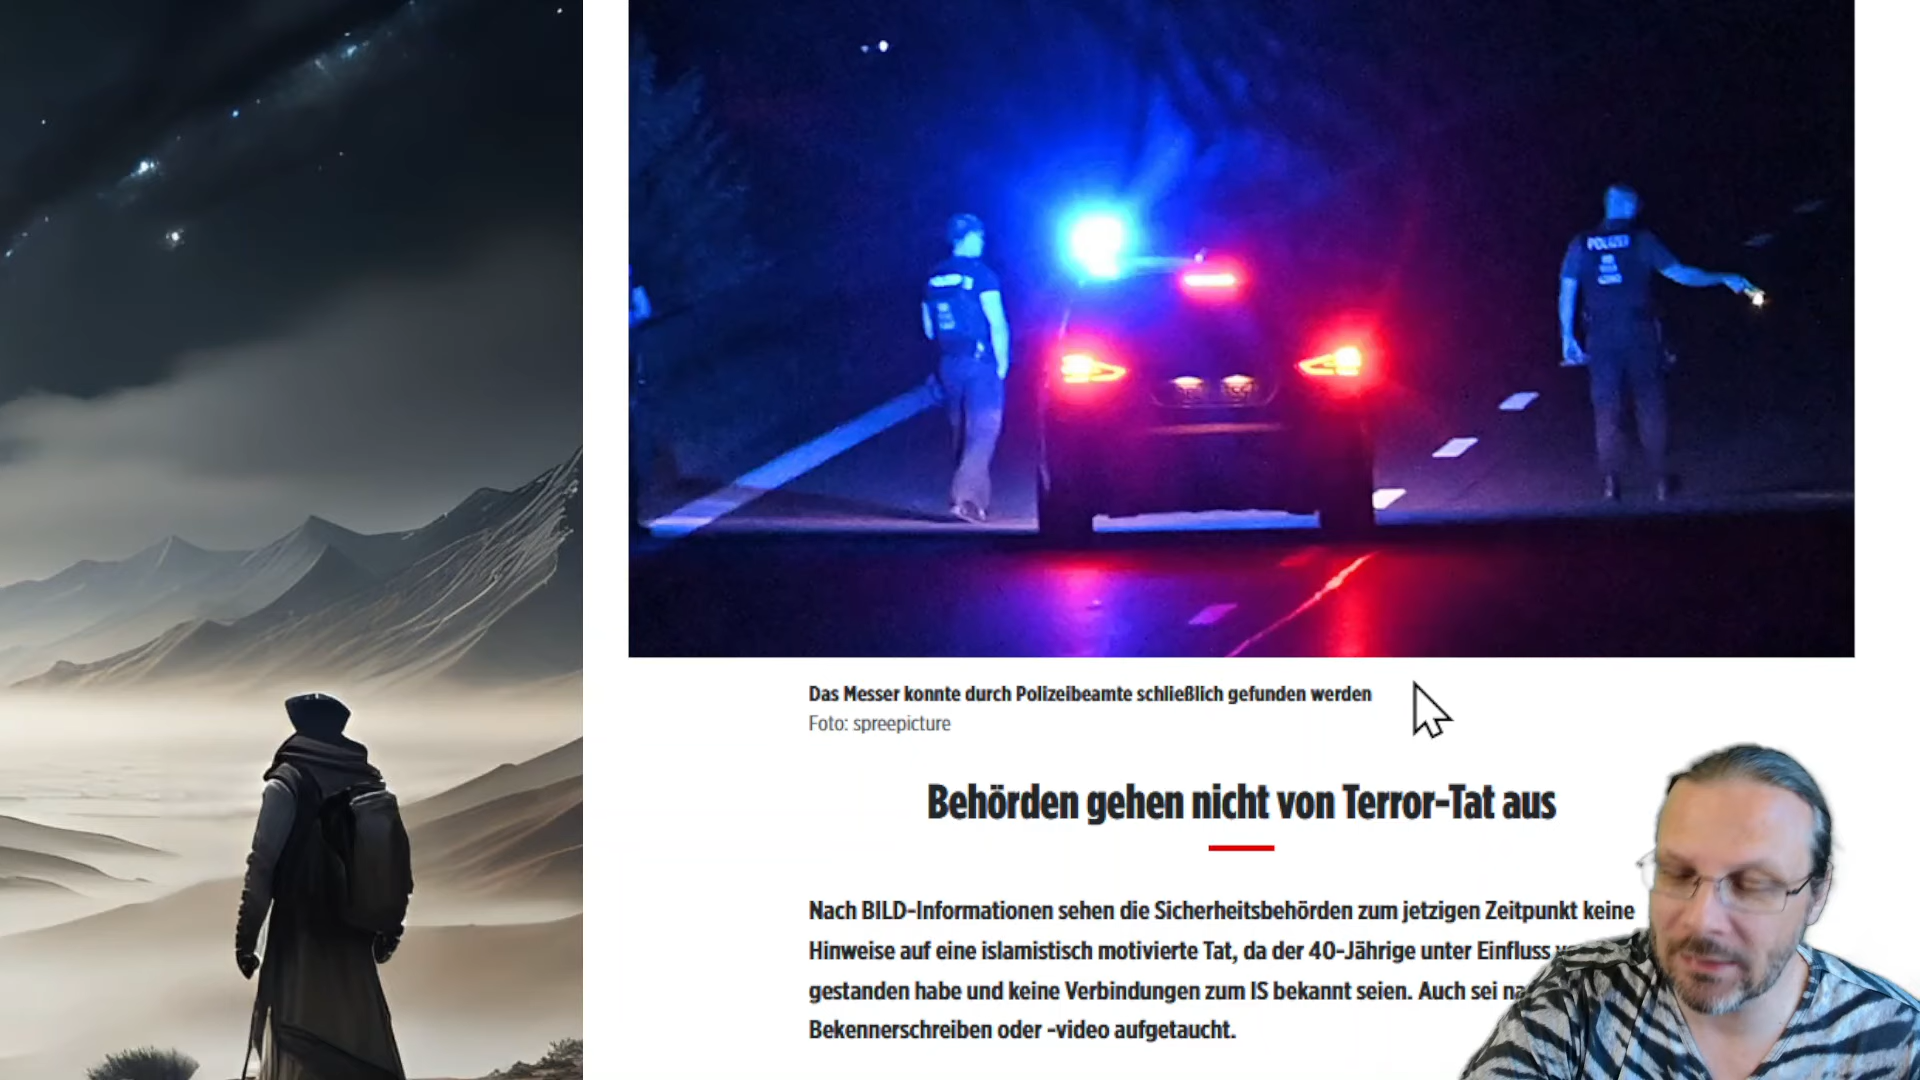 POLIZEI
Das Messer konnte durch Polizeibeamte schließlich gefunden werden
Foto: spreepicture
Behörden gehen nicht von Terror-Tat aus
Nach BILD-Informationen sehen die Sicherheitsbehörden zum jetzigen Zeitpunkt keine
Hinweise auf eine islamistisch motivierte Tat, da der 40-Jährige unter Einfluss
gestanden habe und keine Verbindungen zum IS bekannt seien. Auch sei
Bekennerschreiben oder -video aufgetaucht.